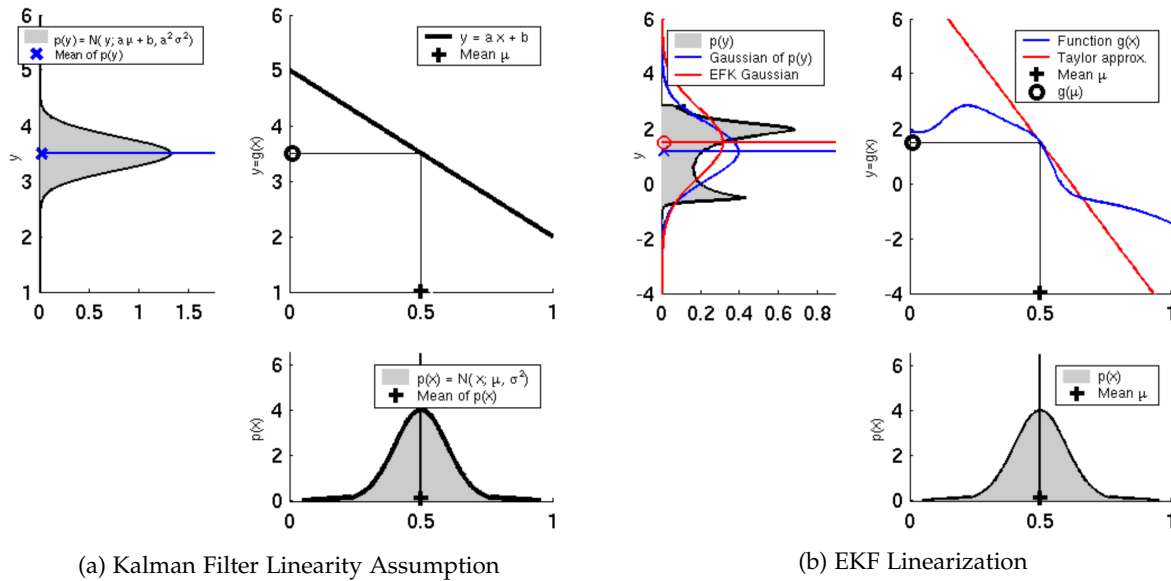 p(y) = N( y; a μ + b, a² σ²)
Mean of p(y)
6
5
4
3
2
1
y
0 0.5 1 1.5
y = a x + b
Mean μ
6
5
4
3
2
1
y=g(x)
0 0.5 1
p(x) = N( x; μ, σ²)
Mean of p(x)
6
4
2
0
p(x)
0 0.5 1
(a) Kalman Filter Linearity Assumption
p(y)
Gaussian of p(y)
EFK Gaussian
6
4
2
0
-2
-4
y
0 0.2 0.4 0.6 0.8
Function g(x)
Taylor approx.
Mean μ
g(μ)
6
4
2
0
-2
-4
y=g(x)
0 0.5 1
p(x)
Mean μ
6
4
2
0
p(x)
0 0.5 1
(b) EKF Linearization